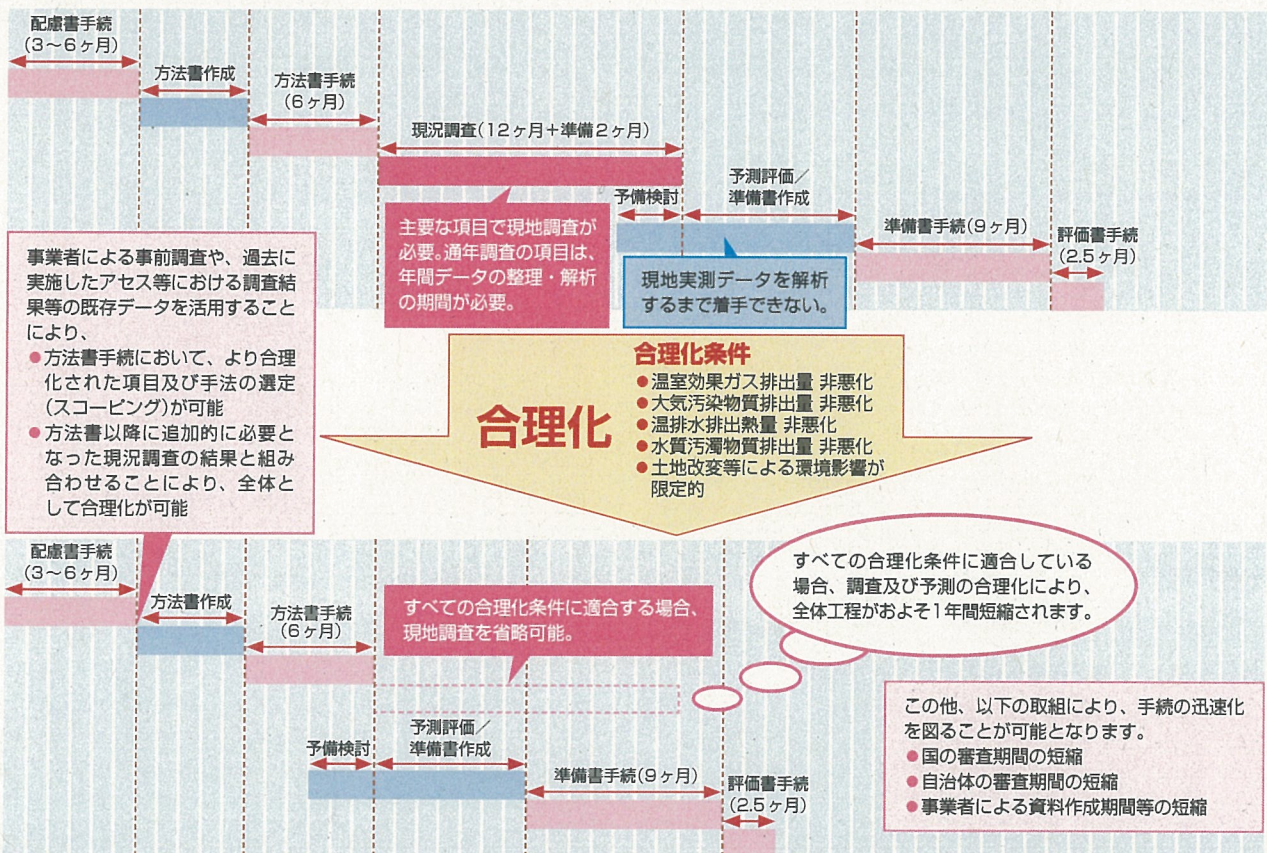 配慮書手続
(3〜6ヶ月)
方法書作成
方法書手続
(6ヶ月)
現況調査(12ヶ月+準備2ヶ月)
予備検討
予測評価/
準備書作成
準備書手続(9ヶ月)
評価書手続
(2.5ヶ月)
主要な項目で現地調査が
必要。通年調査の項目は、
年間データの整理・解析
の期間が必要。
現地実測データを解析
するまで着手できない。
事業者による事前調査や、過去に
実施したアセス等における調査結
果等の既存データを活用すること
により、
●方法書手続において、より合理
化された項目及び手法の選定
(スコーピング)が可能
●方法書以降に追加的に必要と
なった現況調査の結果と組み
合わせることにより、全体と
して合理化が可能
合理化
合理化条件
●温室効果ガス排出量 非悪化
●大気汚染物質排出量 非悪化
●温排水排出熱量 非悪化
●水質汚濁物質排出量 非悪化
●土地改変等による環境影響が
限定的
配慮書手続
(3〜6ヶ月)
方法書作成
方法書手続
(6ヶ月)
すべての合理化条件に適合する場合、
現地調査を省略可能。
すべての合理化条件に適合している
場合、調査及び予測の合理化により、
全体工程がおよそ1年間短縮されます。
予備検討
予測評価/
準備書作成
準備書手続(9ヶ月)
評価書手続
(2.5ヶ月)
この他、以下の取組により、手続の迅速化
を図ることが可能となります。
●国の審査期間の短縮
●自治体の審査期間の短縮
●事業者による資料作成期間等の短縮